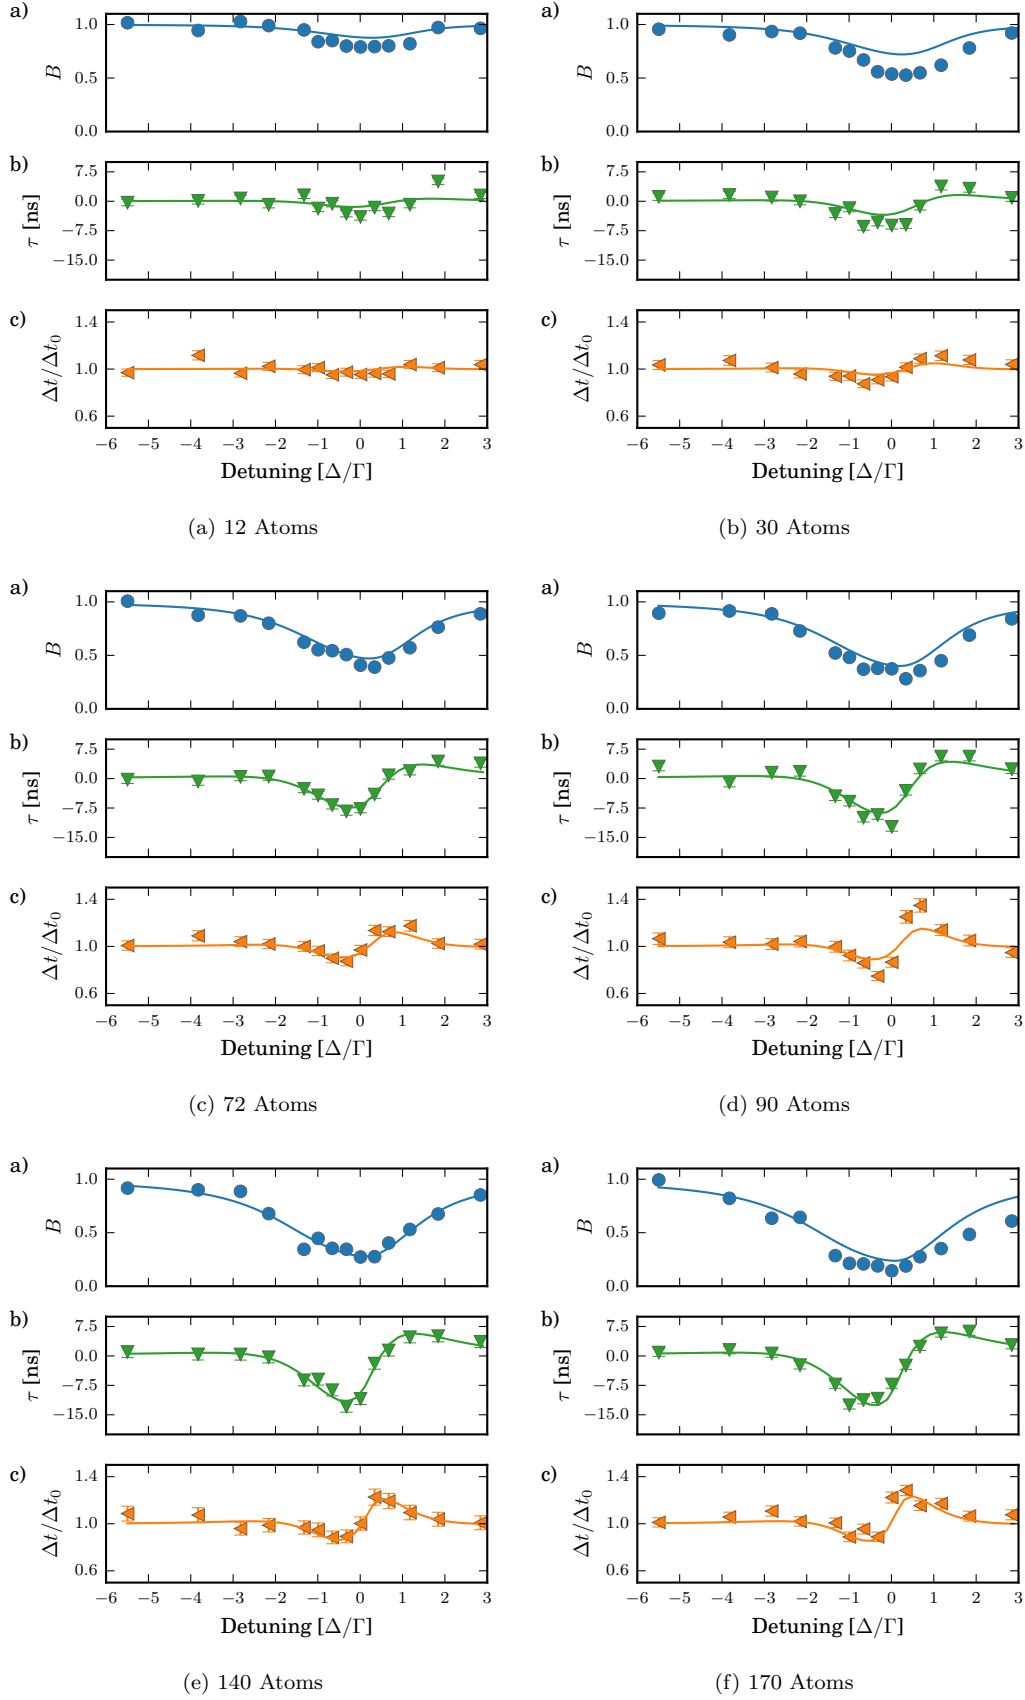 a)
1.0
0.5
0.0
B
b)
7.5
0.0
−7.5
−15.0
τ [ns]
c)
1.4
1.0
0.6
Δt/Δt₀
−6 −5 −4 −3 −2 −1 0 1 2 3
Detuning [Δ/Γ]
(a) 12 Atoms
a)
1.0
0.5
0.0
B
b)
7.5
0.0
−7.5
−15.0
τ [ns]
c)
1.4
1.0
0.6
Δt/Δt₀
−6 −5 −4 −3 −2 −1 0 1 2 3
Detuning [Δ/Γ]
(b) 30 Atoms
a)
1.0
0.5
0.0
B
b)
7.5
0.0
−7.5
−15.0
τ [ns]
c)
1.4
1.0
0.6
Δt/Δt₀
−6 −5 −4 −3 −2 −1 0 1 2 3
Detuning [Δ/Γ]
(c) 72 Atoms
a)
1.0
0.5
0.0
B
b)
7.5
0.0
−7.5
−15.0
τ [ns]
c)
1.4
1.0
0.6
Δt/Δt₀
−6 −5 −4 −3 −2 −1 0 1 2 3
Detuning [Δ/Γ]
(d) 90 Atoms
a)
1.0
0.5
0.0
B
b)
7.5
0.0
−7.5
−15.0
τ [ns]
c)
1.4
1.0
0.6
Δt/Δt₀
−6 −5 −4 −3 −2 −1 0 1 2 3
Detuning [Δ/Γ]
(e) 140 Atoms
a)
1.0
0.5
0.0
B
b)
7.5
0.0
−7.5
−15.0
τ [ns]
c)
1.4
1.0
0.6
Δt/Δt₀
−6 −5 −4 −3 −2 −1 0 1 2 3
Detuning [Δ/Γ]
(f) 170 Atoms